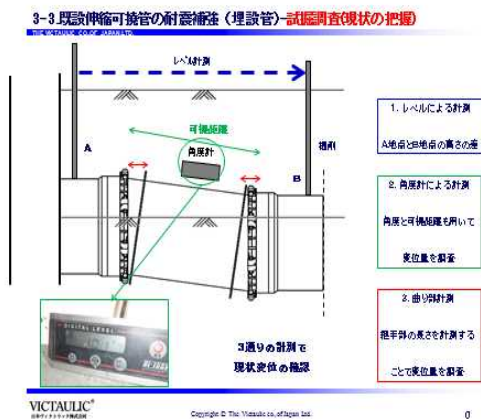 3-3.既設伸縮可撓管の耐震補強（埋設管）-試掘調査(現状の把握)
THE VICTAULIC CO.OF JAPAN LTD.
レベル計測
可撓距離
角度計
A
B
槽側
1. レベルによる計測
A地点とB地点の高さの差
2. 角度計による計測
角度と可撓距離を用いて
変位量を調査
3. 曲り部計測
継手部の長さを計測する
ことで変位量を調査
DIGITAL LEVEL
3通りの計測で
現状変位の確認
VICTAULIC
日本ヴィクトリック株式会社
Copyright © The Victaulic co,.of Japan Ltd.
0